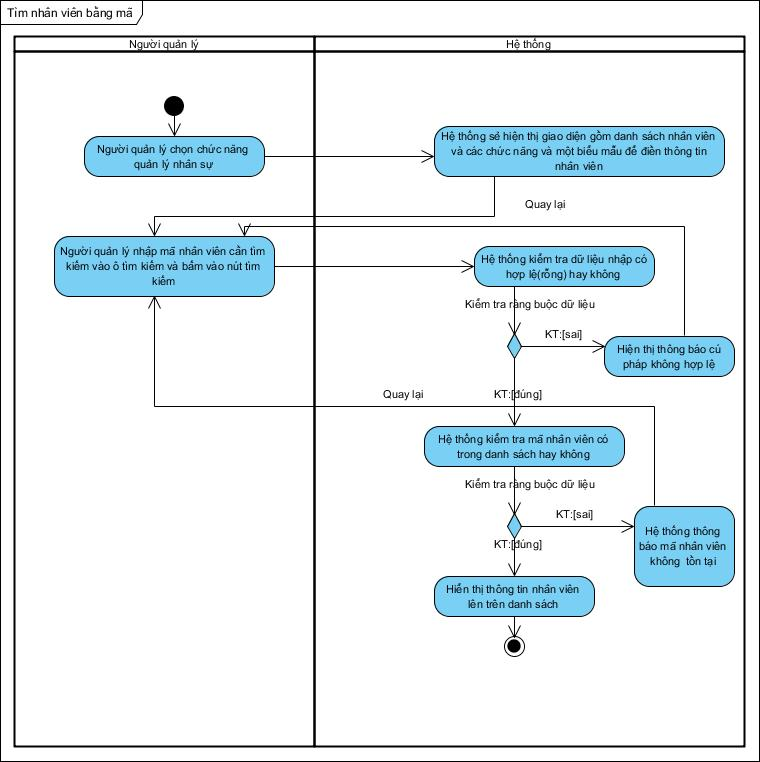 Tìm nhân viên bằng mã
Người quản lý
Hệ thống
Người quản lý chọn chức năng
quản lý nhân sự
Hệ thống sẽ hiện thị giao diện gồm danh sách nhân viên
và các chức năng và một biểu mẫu để điền thông tin
nhân viên
Quay lại
Người quản lý nhập mã nhân viên cần tìm
kiếm vào ô tìm kiếm và bấm vào nút tìm
kiếm
Hệ thống kiểm tra dữ liệu nhập có
hợp lệ(rỗng) hay không
Kiểm tra ràng buộc dữ liệu
KT:[sai]
Hiện thị thông báo cú
pháp không hợp lệ
Quay lại
KT:[đúng]
Hệ thống kiểm tra mã nhân viên có
trong danh sách hay không
Kiểm tra ràng buộc dữ liệu
KT:[sai]
Hệ thống thông
báo mã nhân viên
không tồn tại
KT:[đúng]
Hiển thị thông tin nhân viên
lên trên danh sách